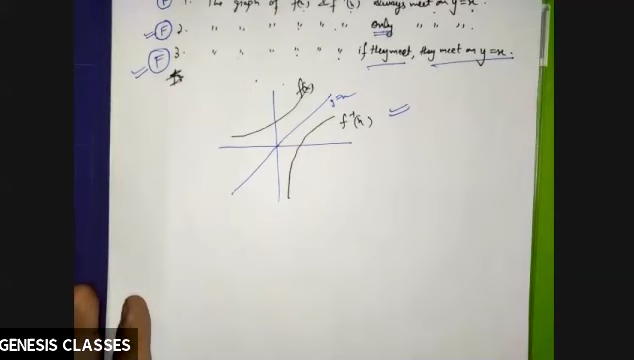 (F) 1. The graph of f(x) & f⁻¹(x) always meet on y=x.
(F) 2. " " " " " " only " " ".
(F) 3. " " " " " " if they meet, they meet on y=x.
f(x)
y=x
f⁻¹(x)
GENESIS CLASSES